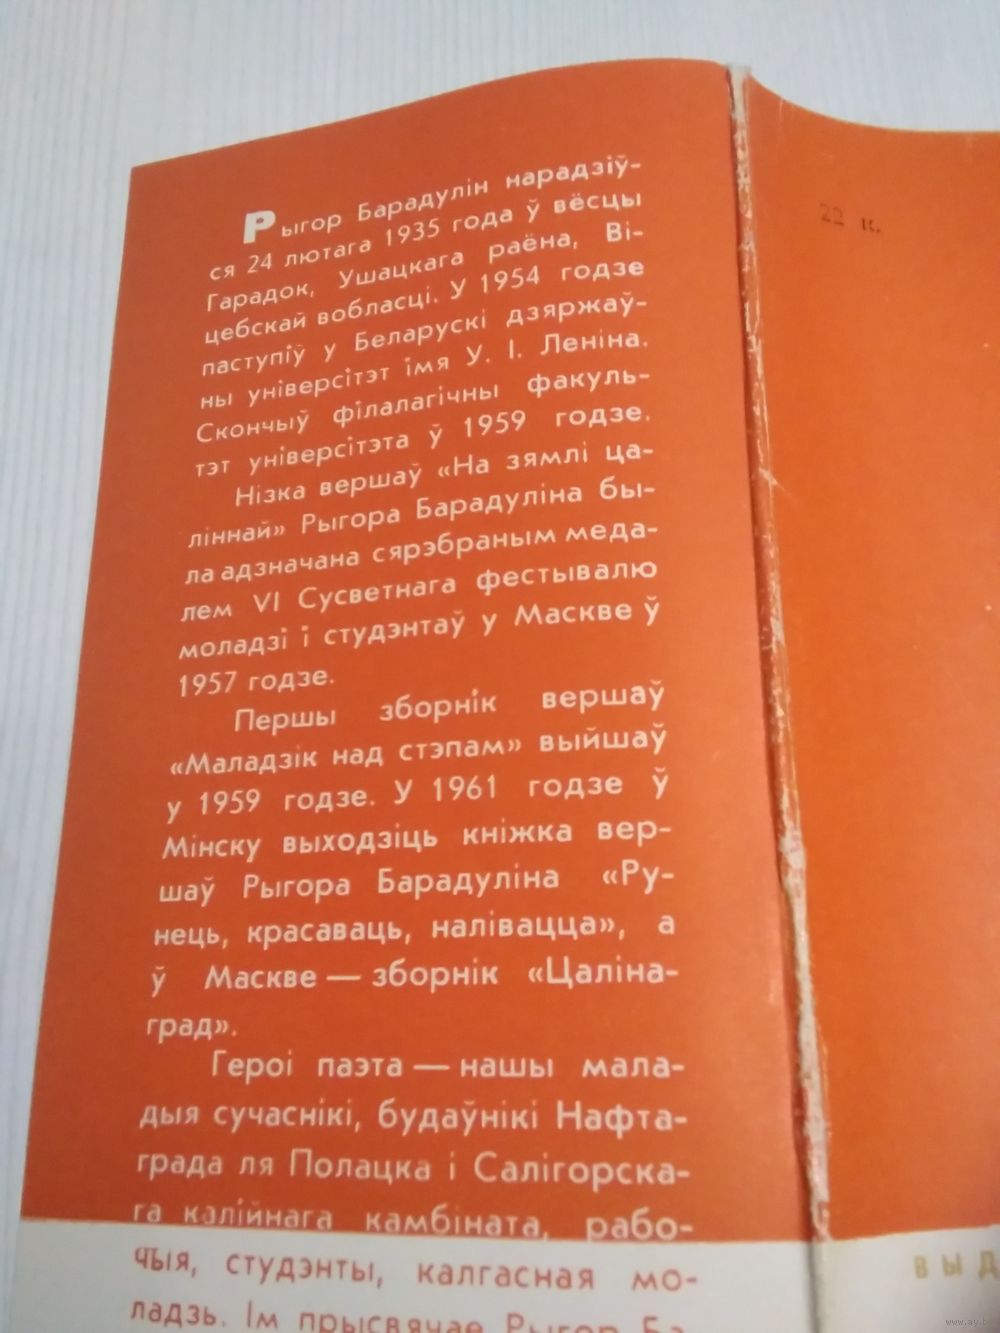 Рыгор Барадулін нарадзіў-
ся 24 лютага 1935 года ў вёсцы
Гарадок, Ушацкага раёна, Ві-
цебскай вобласці. У 1954 годзе
паступіў у Беларускі дзяржаў-
ны універсітэт імя У. І. Леніна.
Скончыў філалагічны факуль-
тэт універсітэта ў 1959 годзе.
Нізка вершаў «На зямлі ца-
ліннай» Рыгора Барадуліна бы-
ла адзначана сярэбраным меда-
лем VI Сусветнага фестывалю
моладзі і студэнтаў у Маскве ў
1957 годзе.
Першы зборнік вершаў
«Маладзік над стэпам» выйшаў
у 1959 годзе. У 1961 годзе ў
Мінску выходзіць кніжка вер-
шаў Рыгора Барадуліна «Ру-
нець, красаваць, налівацца», а
ў Маскве — зборнік «Цаліна-
град».
Героі паэта — нашы мала-
дыя сучаснікі, будаўнікі Нафта-
града ля Полацка і Салігорска-
га калійнага камбіната, рабо-
чыя, студэнты, калгасная мо-
ладзь. Ім прысвячае Рыгор Ба-
22 к.
ВЫД